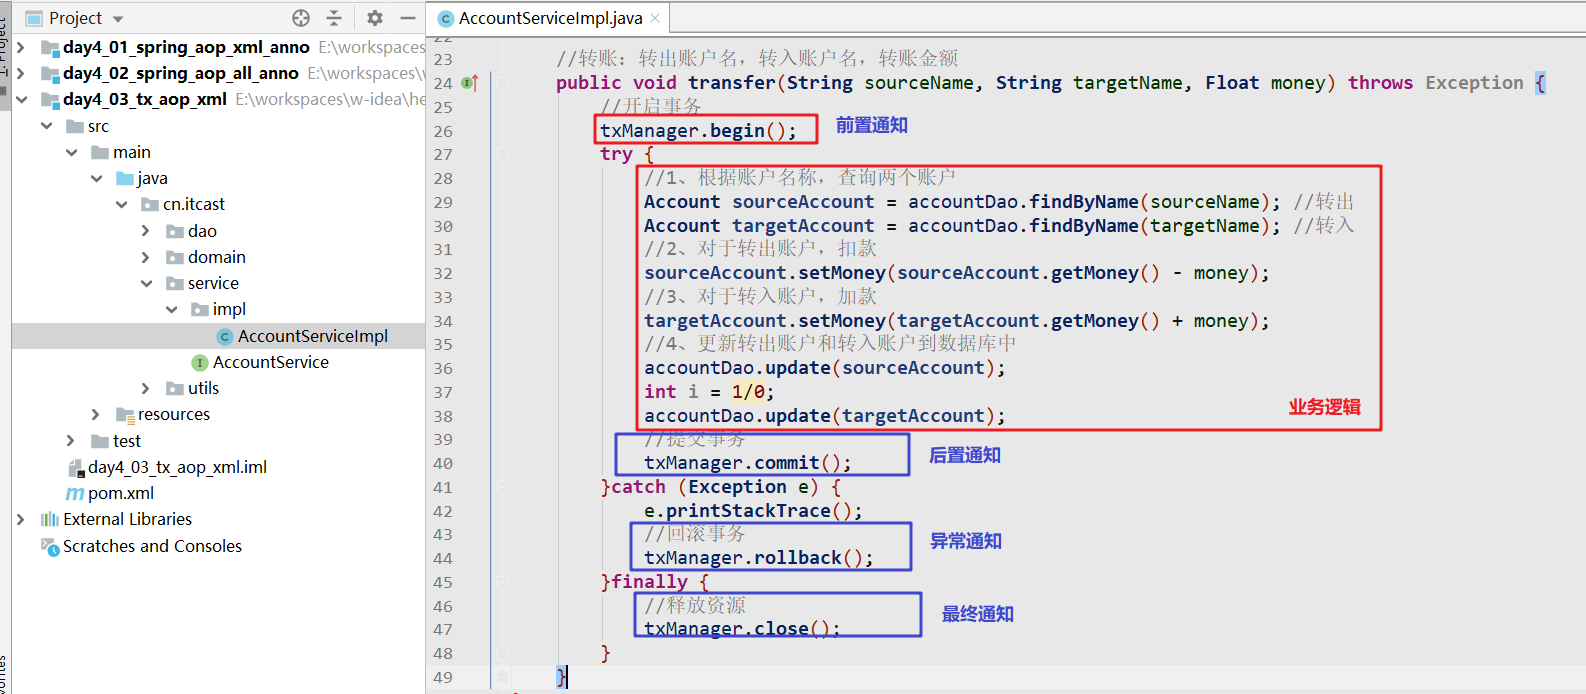 Project
AccountServiceImpl.java
day4_01_spring_aop_xml_anno E:\workspaces
day4_02_spring_aop_all_anno E:\workspaces\
day4_03_tx_aop_xml E:\workspaces\w-idea\he
src
main
java
cn.itcast
dao
domain
service
impl
AccountServiceImpl
AccountService
utils
resources
test
day4_03_tx_aop_xml.iml
pom.xml
External Libraries
Scratches and Consoles
22
23 //转账：转出账户名，转入账户名，转账金额
24 public void transfer(String sourceName, String targetName, Float money) throws Exception {
25 //开启事务
26 txManager.begin(); 前置通知
27 try {
28 //1、根据账户名称，查询两个账户
29 Account sourceAccount = accountDao.findByName(sourceName); //转出
30 Account targetAccount = accountDao.findByName(targetName); //转入
31 //2、对于转出账户，扣款
32 sourceAccount.setMoney(sourceAccount.getMoney() - money);
33 //3、对于转入账户，加款
34 targetAccount.setMoney(targetAccount.getMoney() + money);
35 //4、更新转出账户和转入账户到数据库中
36 accountDao.update(sourceAccount);
37 int i = 1/0;
38 accountDao.update(targetAccount); 业务逻辑
39 //提交事务
40 txManager.commit(); 后置通知
41 }catch (Exception e) {
42 e.printStackTrace();
43 //回滚事务
44 txManager.rollback(); 异常通知
45 }finally {
46 //释放资源
47 txManager.close(); 最终通知
48 }
49 }